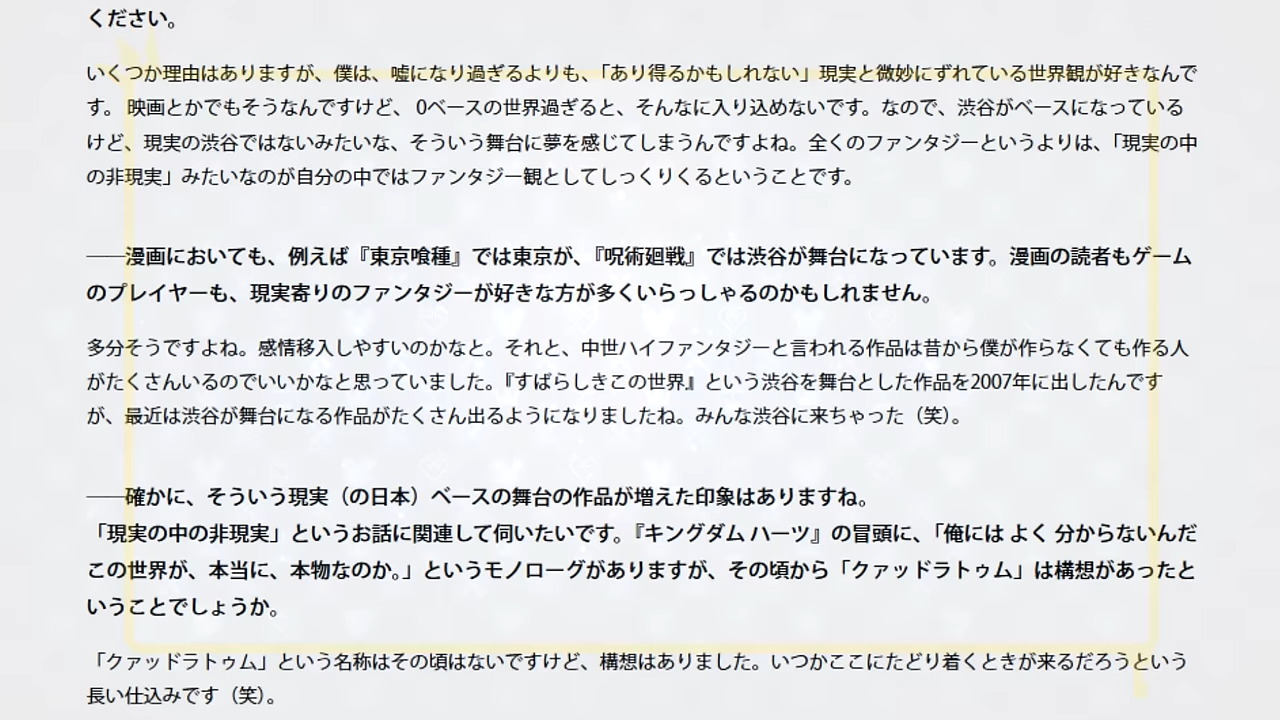 ください。
いくつか理由はありますが、僕は、嘘になり過ぎるよりも、「あり得るかもしれない」現実と微妙にずれている世界観が好きなんで
す。 映画とかでもそうなんですけど、 0ベースの世界過ぎると、そんなに入り込めないです。なので、渋谷がベースになっている
けど、現実の渋谷ではないみたいな、そういう舞台に夢を感じてしまうんですよね。全くのファンタジーというよりは、「現実の中
の非現実」みたいなのが自分の中ではファンタジー観としてしっくりくるということです。
――漫画においても、例えば『東京喰種』では東京が、『呪術廻戦』では渋谷が舞台になっています。漫画の読者もゲーム
のプレイヤーも、現実寄りのファンタジーが好きな方が多くいらっしゃるのかもしれません。
多分そうですよね。感情移入しやすいのかなと。それと、中世ハイファンタジーと言われる作品は昔から僕が作らなくても作る人
がたくさんいるのでいいかなと思っていました。『すばらしきこの世界』という渋谷を舞台とした作品を2007年に出したんです
が、最近は渋谷が舞台になる作品がたくさん出るようになりましたね。みんな渋谷に来ちゃった（笑）。
――確かに、そういう現実（の日本）ベースの舞台の作品が増えた印象はありますね。
「現実の中の非現実」というお話に関連して伺いたいです。『キングダム ハーツ』の冒頭に、「俺には よく 分からないんだ
この世界が、本当に、本物なのか。」というモノローグがありますが、その頃から「クァッドラトゥム」は構想があったと
いうことでしょうか。
「クァッドラトゥム」という名称はその頃はないですけど、構想はありました。いつかここにたどり着くときが来るだろうという
長い仕込みです（笑）。